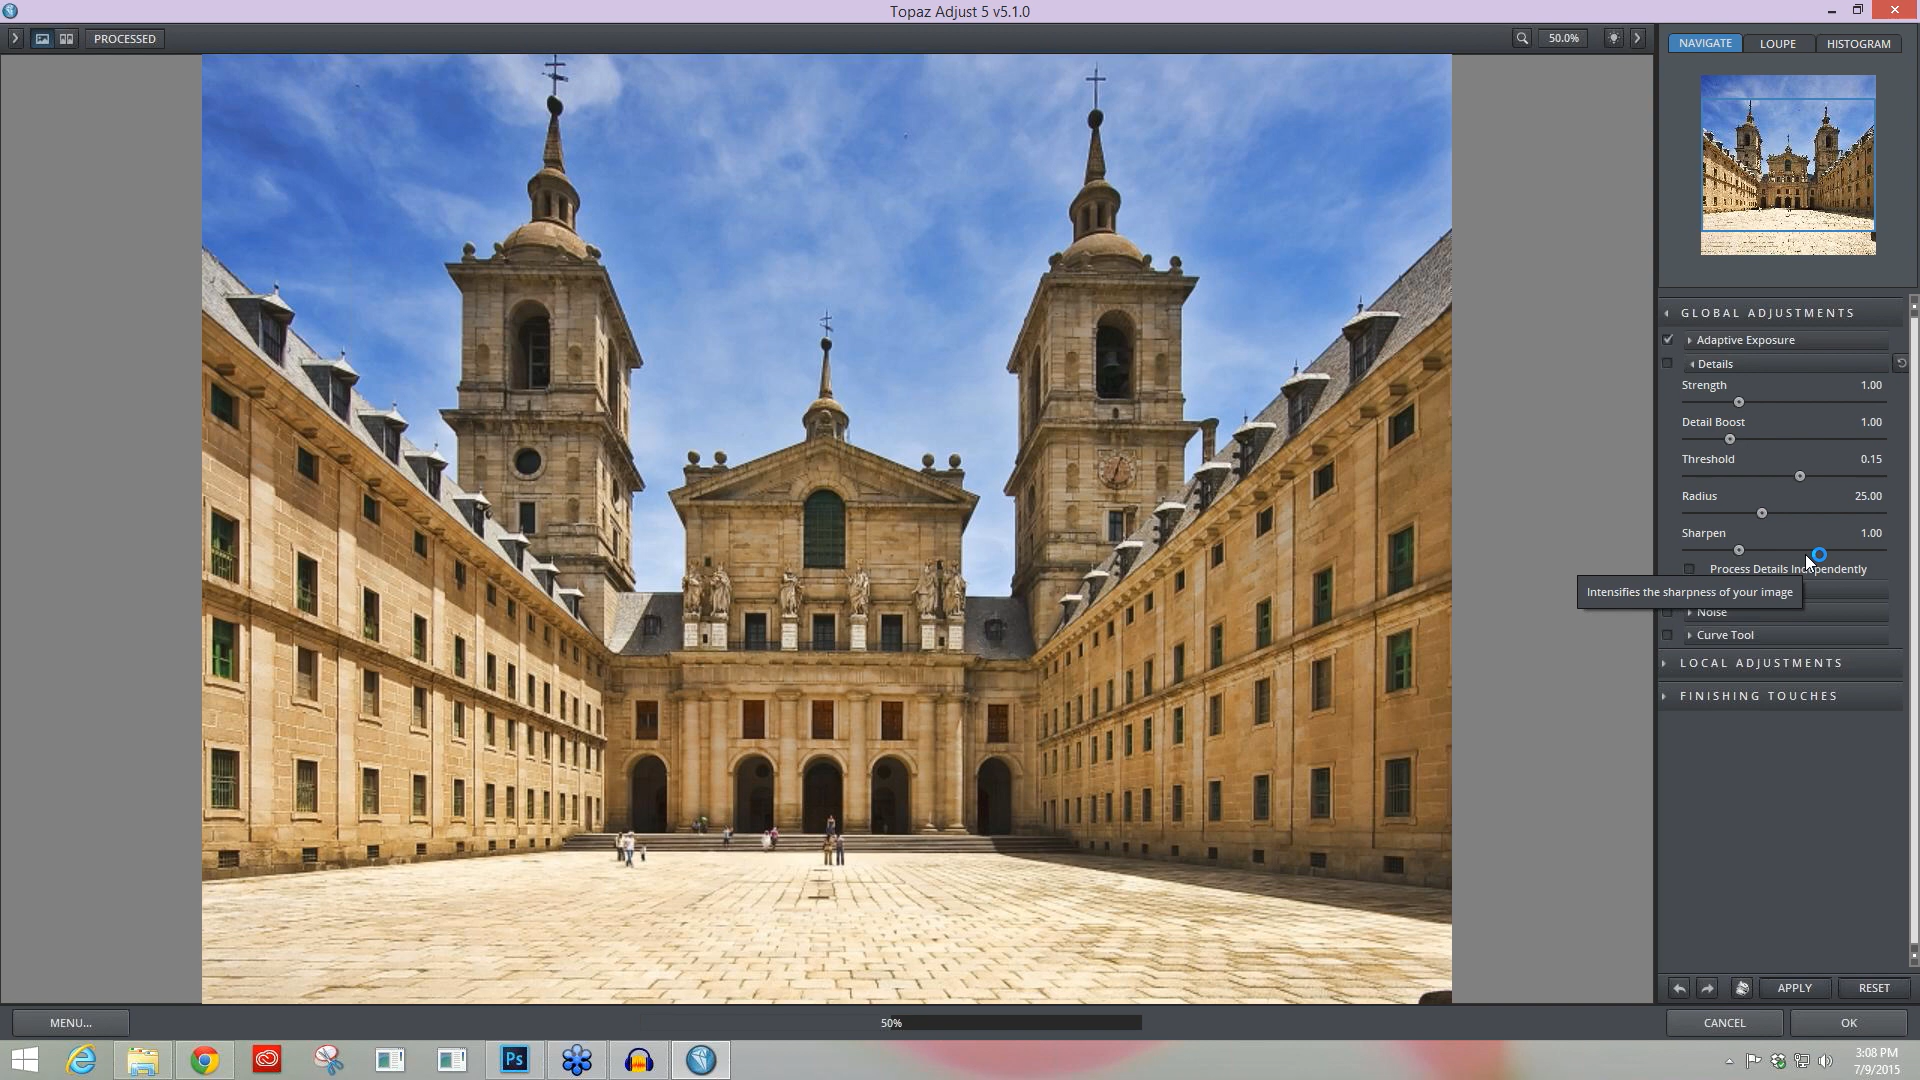 Topaz Adjust 5 v5.1.0
PROCESSED
50.0%
NAVIGATE
LOUPE
HISTOGRAM
GLOBAL ADJUSTMENTS
Adaptive Exposure
Details
Strength 1.00
Detail Boost 1.00
Threshold 0.15
Radius 25.00
Sharpen 1.00
Process Details Independently
Intensifies the sharpness of your image
Noise
Curve Tool
LOCAL ADJUSTMENTS
FINISHING TOUCHES
APPLY
RESET
MENU...
50%
CANCEL
OK
Ps
3:08 PM
7/9/2015